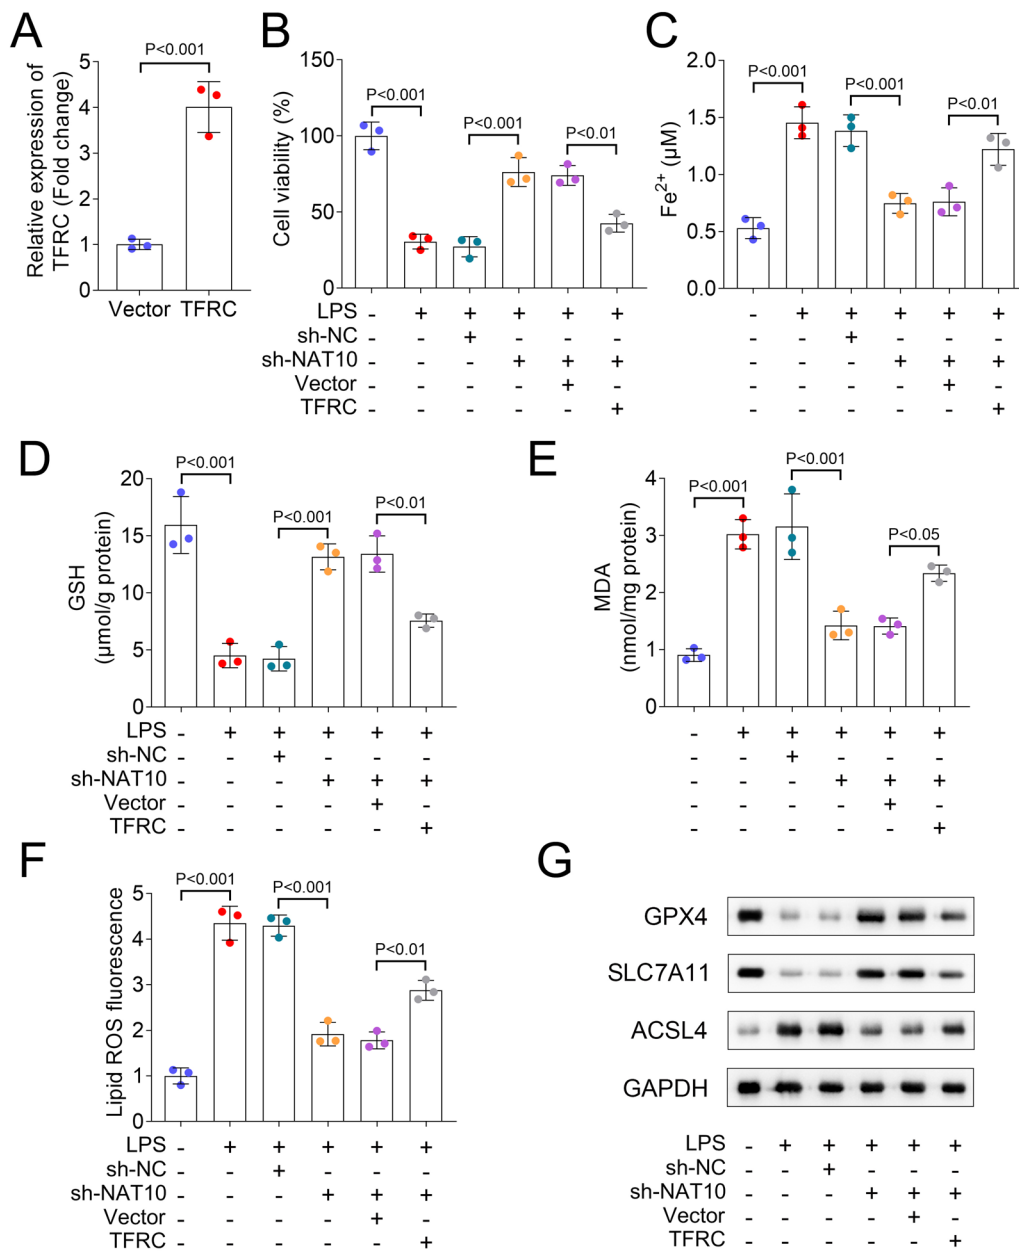 A
Relative expression of
TFRC (Fold change)
P<0.001
5
4
3
2
1
0
Vector TFRC
B
Cell viability (%)
150
100
50
0
P<0.001
P<0.001
P<0.01
LPS - + + + + +
sh-NC - - + - - -
sh-NAT10 - - - + + +
Vector - - - - + -
TFRC - - - - - +
C
Fe2+ (μM)
2.0
1.5
1.0
0.5
0.0
P<0.001
P<0.001
P<0.01
- + + + + +
- - + - - -
- - - + + +
- - - - + -
- - - - - +
D
GSH
(μmol/g protein)
20
15
10
5
0
P<0.001
P<0.001
P<0.01
LPS - + + + + +
sh-NC - - + - - -
sh-NAT10 - - - + + +
Vector - - - - + -
TFRC - - - - - +
E
MDA
(nmol/mg protein)
4
3
2
1
0
P<0.001
P<0.001
P<0.05
- + + + + +
- - + - - -
- - - + + +
- - - - + -
- - - - - +
F
Lipid ROS fluorescence
5
4
3
2
1
0
P<0.001
P<0.001
P<0.01
LPS - + + + + +
sh-NC - - + - - -
sh-NAT10 - - - + + +
Vector - - - - + -
TFRC - - - - - +
G
GPX4
SLC7A11
ACSL4
GAPDH
LPS - + + + + +
sh-NC - - + - - -
sh-NAT10 - - - + + +
Vector - - - - + -
TFRC - - - - - +